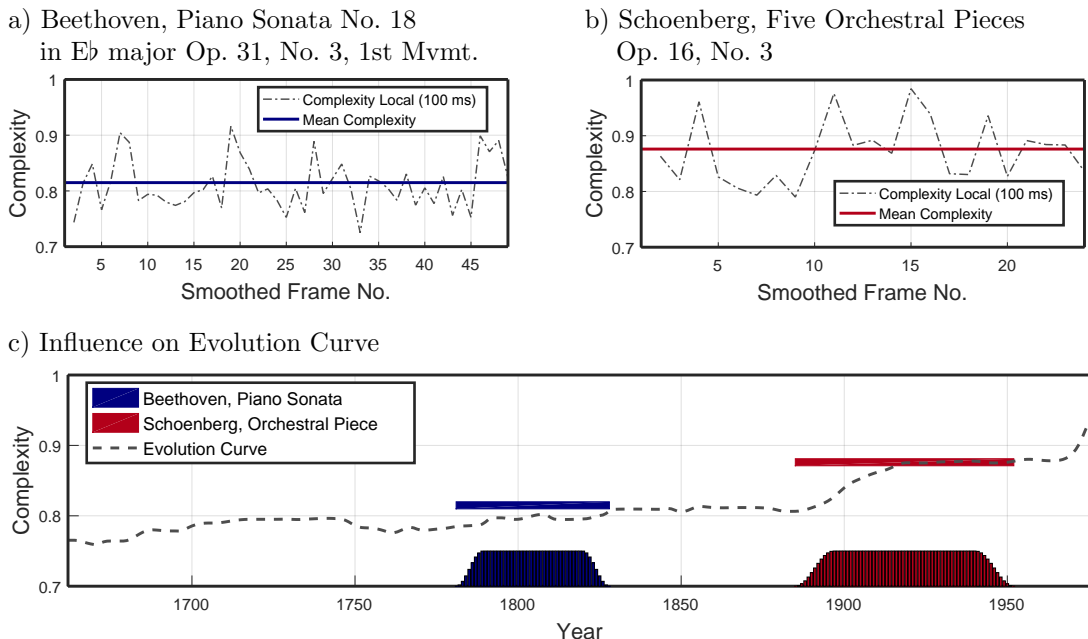 a) Beethoven, Piano Sonata No. 18
in E♭ major Op. 31, No. 3, 1st Mvmt.
1
0.9
0.8
0.7
Complexity
Complexity Local (100 ms)
Mean Complexity
5 10 15 20 25 30 35 40 45
Smoothed Frame No.
b) Schoenberg, Five Orchestral Pieces
Op. 16, No. 3
1
0.9
0.8
0.7
Complexity
Complexity Local (100 ms)
Mean Complexity
5 10 15 20
Smoothed Frame No.
c) Influence on Evolution Curve
1
0.9
0.8
0.7
Complexity
Beethoven, Piano Sonata
Schoenberg, Orchestral Piece
Evolution Curve
1700 1750 1800 1850 1900 1950
Year